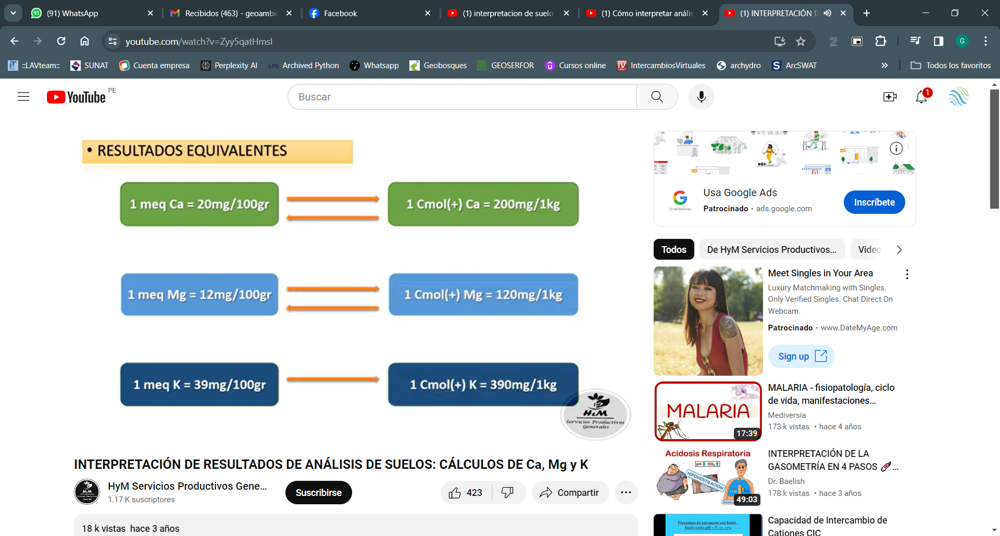 (91) WhatsApp
Recibidos (463) - geoambie
Facebook
(1) interpretacion de suelo
(1) Cómo interpretar anális
(1) INTERPRETACIÓN D
youtube.com/watch?v=Zyy5qatHmsI
G
::LAVteam::
SUNAT
Cuenta empresa
Perplexity AI
LFD Archived Python
Whatsapp
Geobosques
GEOSERFOR
Cursos online
IntercambiosVirtuales
archydro
ArcSWAT
Todos los favoritos
YouTube PE
Buscar
1
• RESULTADOS EQUIVALENTES
1 meq Ca = 20mg/100gr
1 Cmol(+) Ca = 200mg/1kg
1 meq Mg = 12mg/100gr
1 Cmol(+) Mg = 120mg/1kg
1 meq K = 39mg/100gr
1 Cmol(+) K = 390mg/1kg
H&M
Servicios Productivos
Generales
INTERPRETACIÓN DE RESULTADOS DE ANÁLISIS DE SUELOS: CÁLCULOS DE Ca, Mg y K
HyM Servicios Productivos Gene...
1.17 K suscriptores
Suscribirse
423
Compartir
18 k vistas hace 3 años
Usa Google Ads
Patrocinado · ads.google.com
Small Business
Inscríbete
Todos
De HyM Servicios Productivos...
Video
Meet Singles in Your Area
Luxury Matchmaking with Singles.
Only Verified Singles. Chat Direct On
Webcam.
Patrocinado · www.DateMyAge.com
Sign up
MALARIA
17:39
MALARIA - fisiopatología, ciclo
de vida, manifestaciones...
Mediversia
173 k vistas • hace 4 años
Acidosis Respiratoria
pH CO₂
HIPOVENTILACIÓN
49:03
INTERPRETACIÓN DE LA
GASOMETRÍA EN 4 PASOS ...
Dr. Baelish
178 k vistas • hace 3 años
Porcentaje de saturación con bases.
Suelo ácido pH < 5
Capacidad de Intercambio de
Cationes CIC